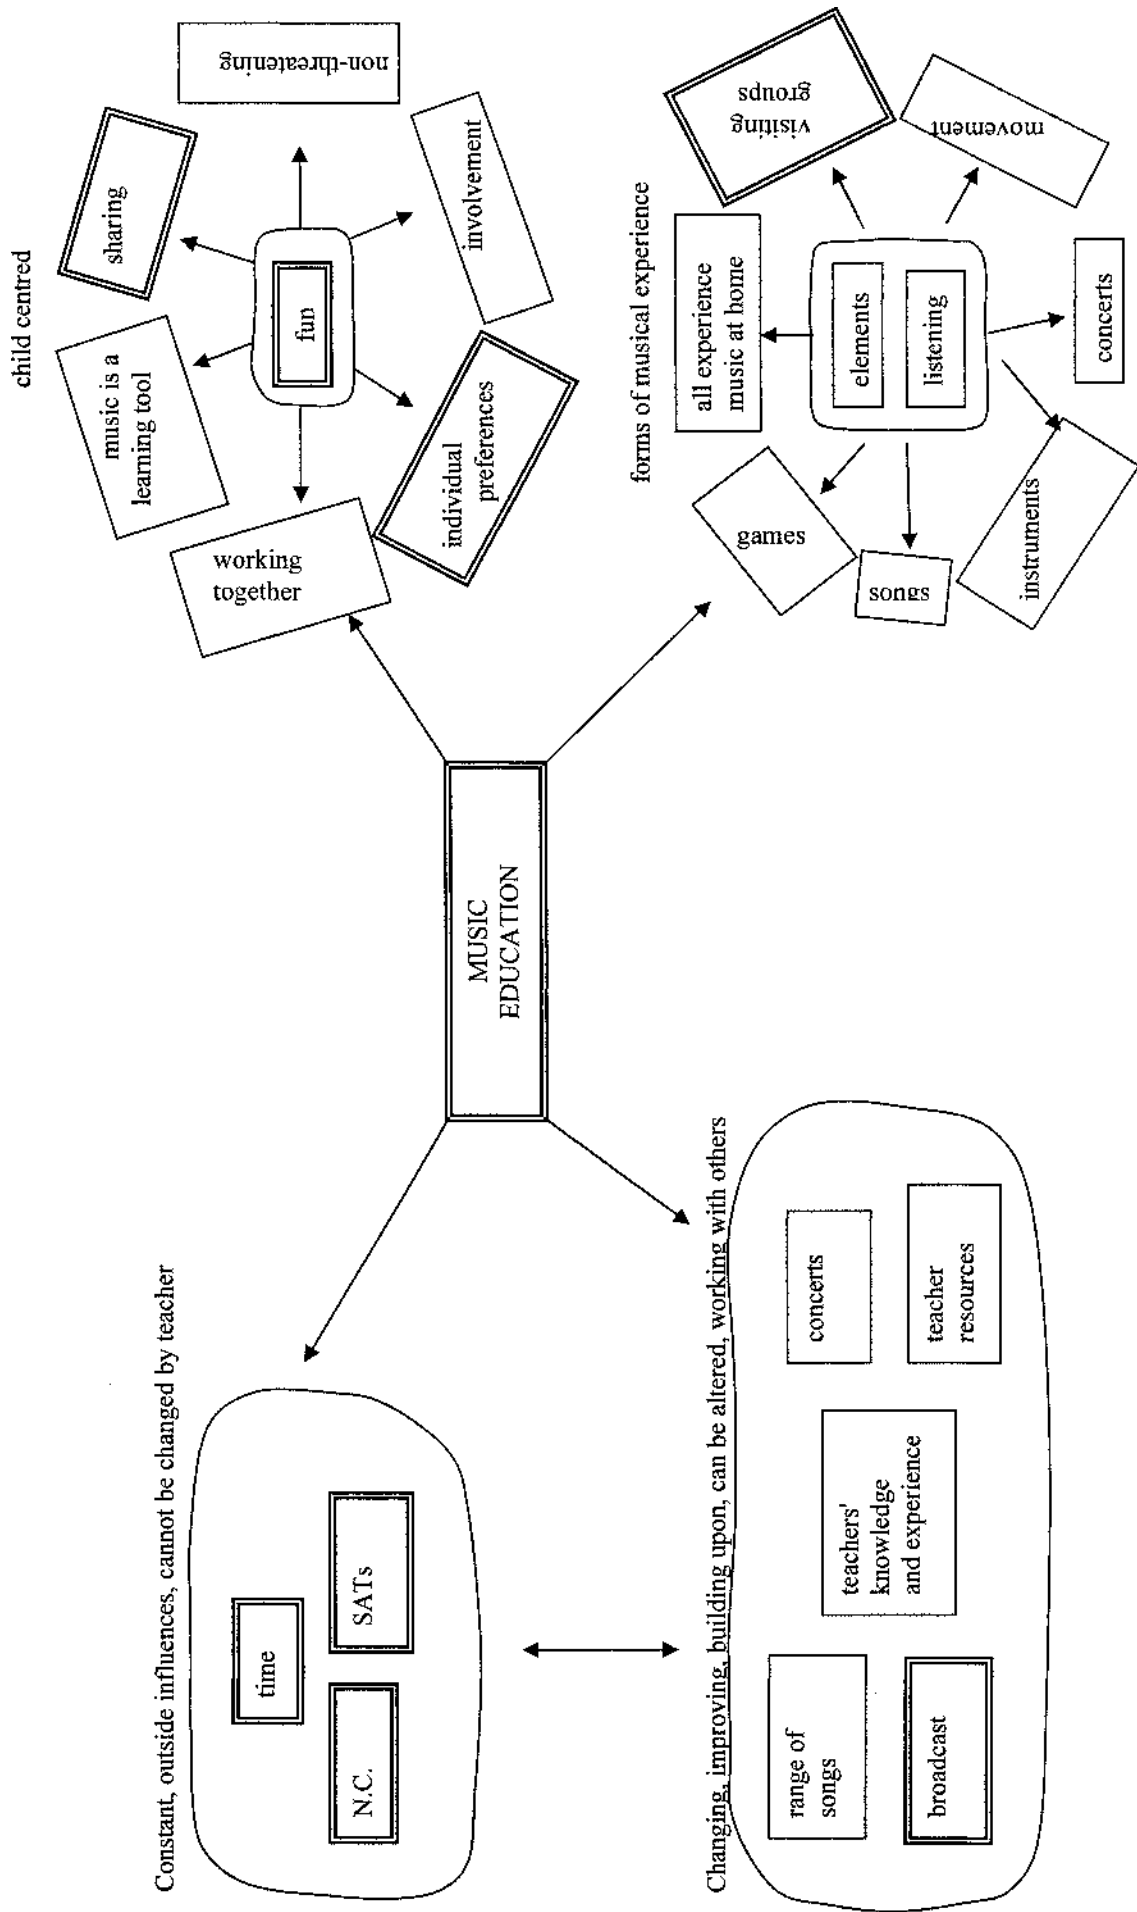 Constant, outside influences, cannot be changed by teacher
time
N.C.
SATs
child centred
music is a
learning tool
sharing
non-threatening
fun
working
together
individual
preferences
involvement
MUSIC
EDUCATION
Changing, improving, building upon, can be altered, working with others
range of
songs
broadcast
teachers'
knowledge
and experience
concerts
teacher
resources
forms of musical experience
all experience
music at home
visiting
groups
games
elements
listening
movement
songs
instruments
concerts